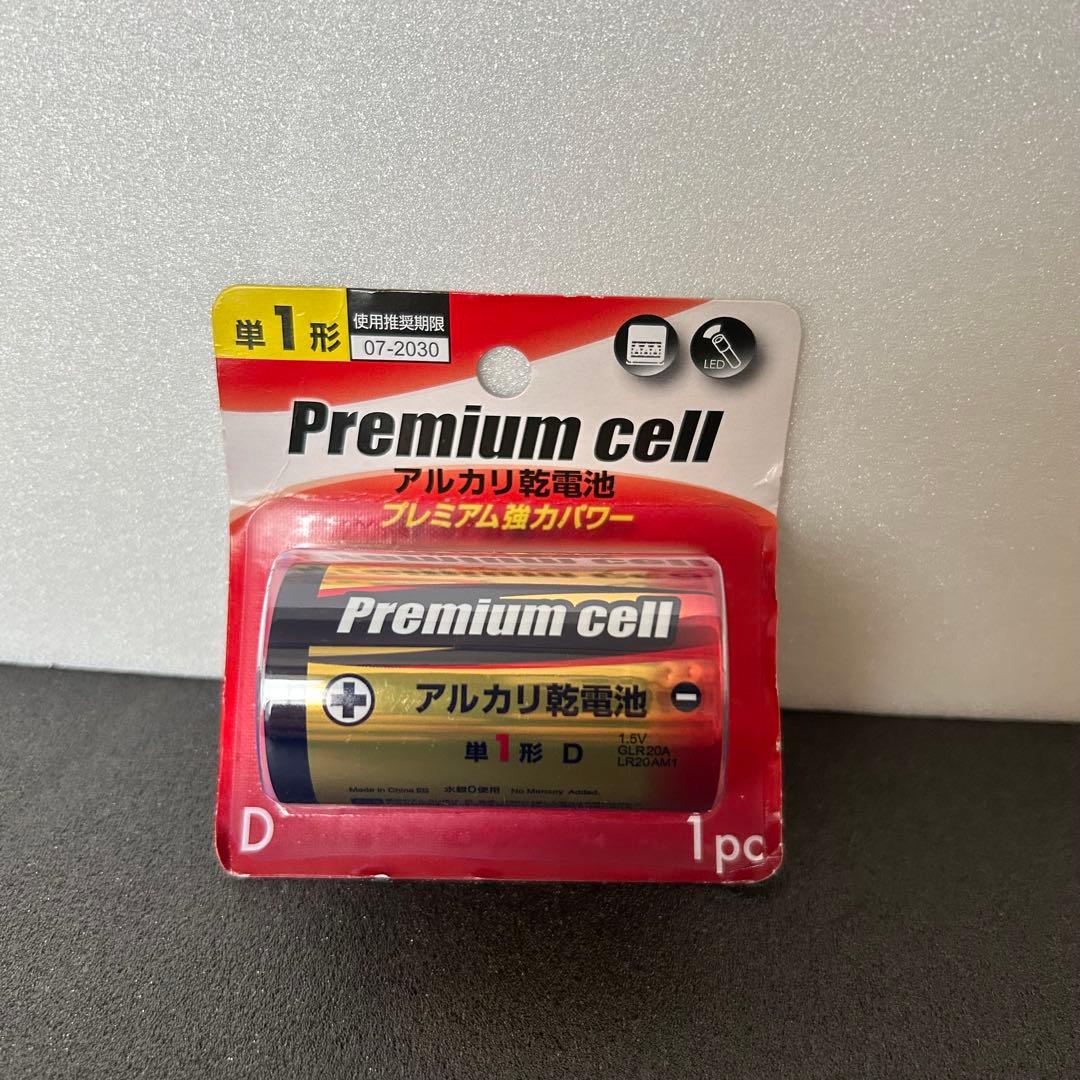 単1形
使用推奨期限
07-2030
LED
Premium cell
アルカリ乾電池
プレミアム強力パワー
Premium cell
アルカリ乾電池
単1形 D
1.5V
GLR20A
LR20AM1
Made in China
水銀0使用
No Mercury Added.
D
1pc